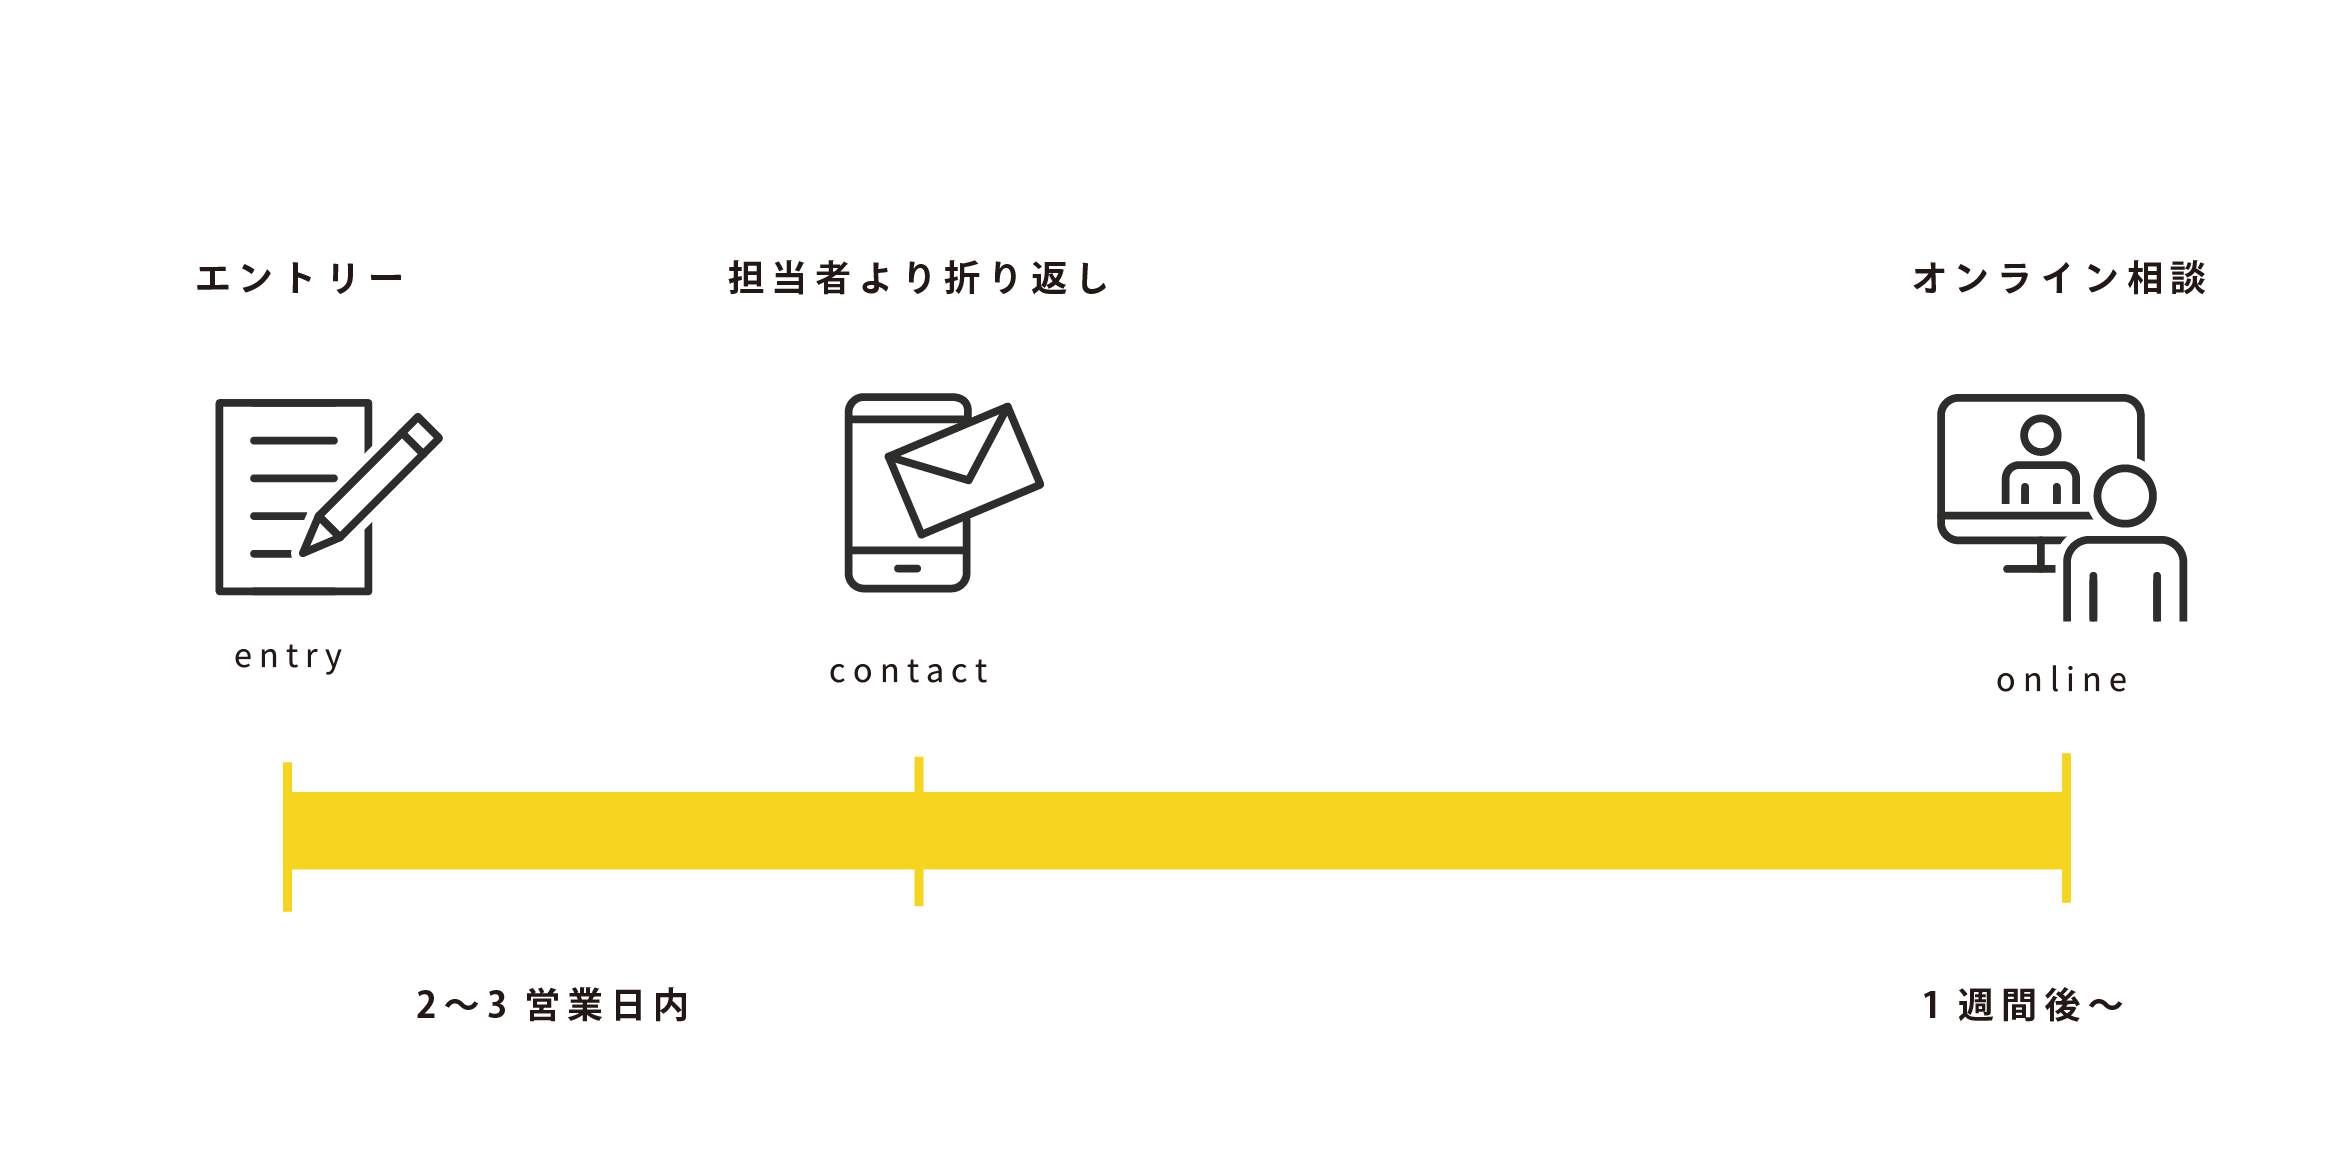 エントリー
担当者より折り返し
オンライン相談
entry
contact
online
2〜3 営業日内
1 週間後〜